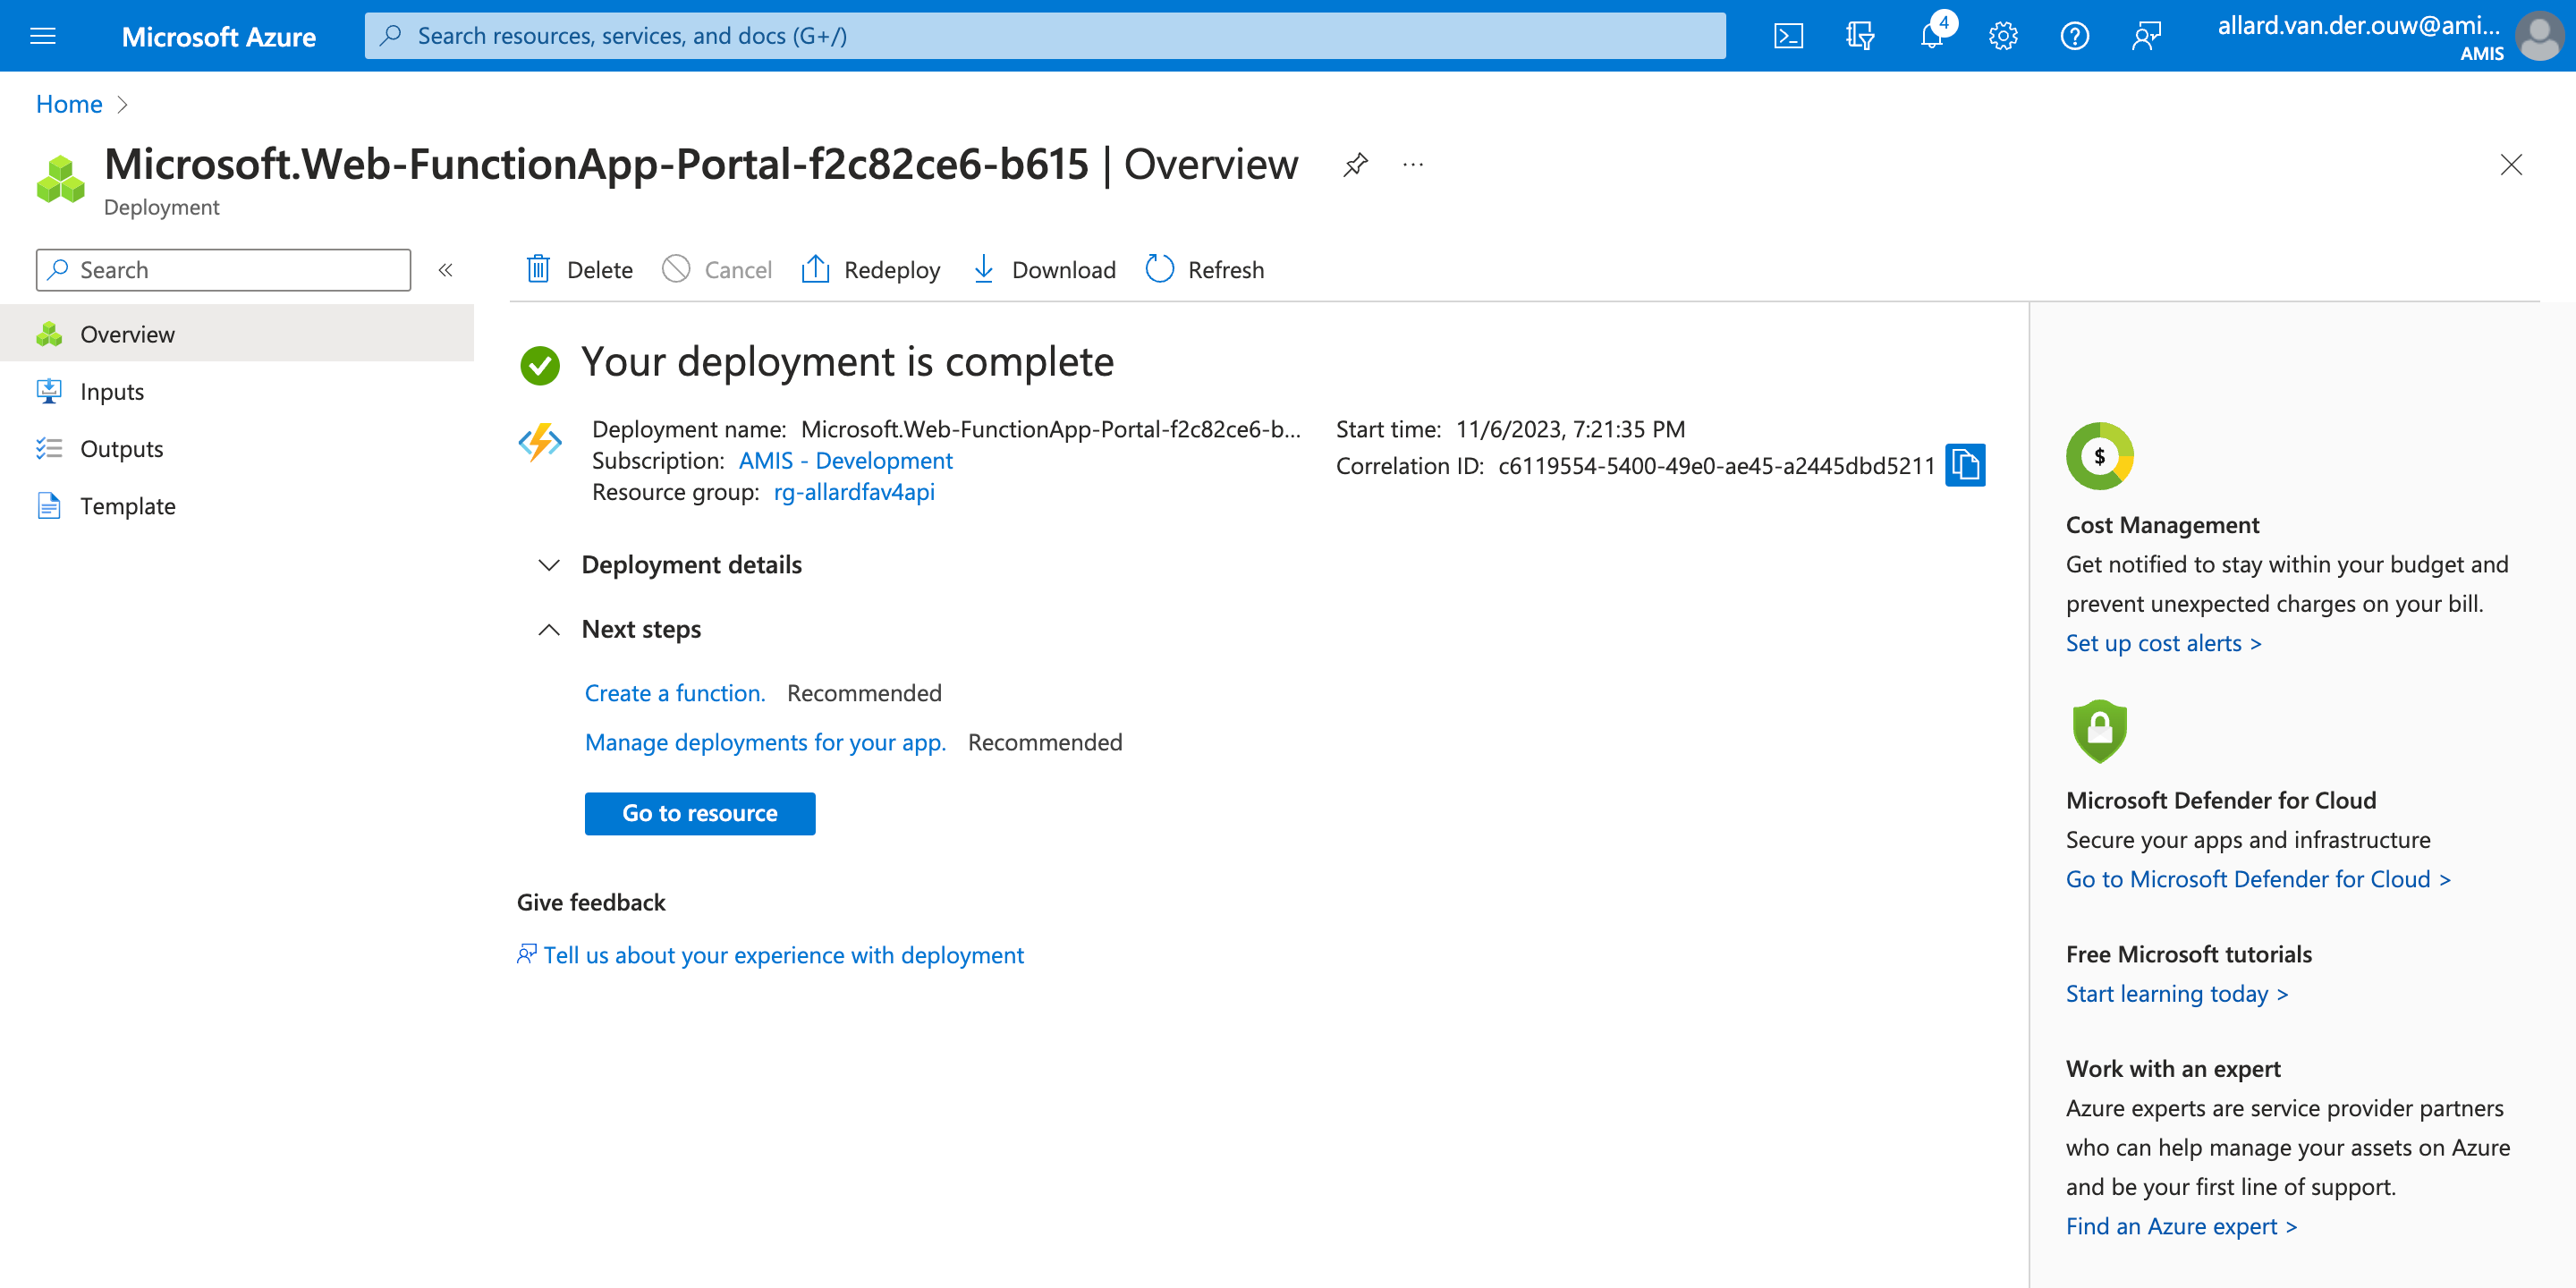 Microsoft Azure
Search resources, services, and docs (G+/)
4
allard.van.der.ouw@ami...
AMIS
Home
Microsoft.Web-FunctionApp-Portal-f2c82ce6-b615 | Overview
...
Deployment
Search
«
Delete
Cancel
Redeploy
Download
Refresh
Overview
Inputs
Outputs
Template
Your deployment is complete
Deployment name: Microsoft.Web-FunctionApp-Portal-f2c82ce6-b...
Subscription: AMIS - Development
Resource group: rg-allardfav4api
Start time: 11/6/2023, 7:21:35 PM
Correlation ID: c6119554-5400-49e0-ae45-a2445dbd5211
Deployment details
Next steps
Create a function. Recommended
Manage deployments for your app. Recommended
Go to resource
Give feedback
Tell us about your experience with deployment
$
Cost Management
Get notified to stay within your budget and
prevent unexpected charges on your bill.
Set up cost alerts >
Microsoft Defender for Cloud
Secure your apps and infrastructure
Go to Microsoft Defender for Cloud >
Free Microsoft tutorials
Start learning today >
Work with an expert
Azure experts are service provider partners
who can help manage your assets on Azure
and be your first line of support.
Find an Azure expert >